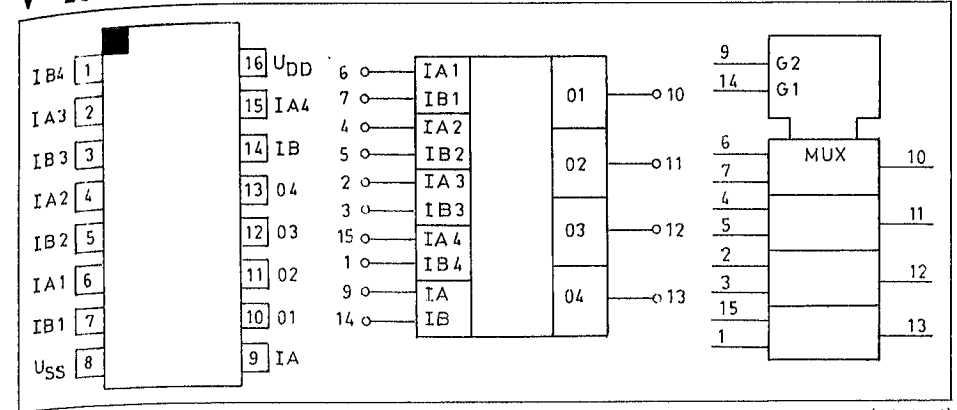 IB4 1
IA3 2
IB3 3
IA2 4
IB2 5
IA1 6
IB1 7
USS 8
16 UDD
15 IA4
14 IB
13 04
12 03
11 02
10 01
9 IA
6 IA1
7 IB1
4 IA2
5 IB2
2 IA3
3 IB3
15 IA4
1 IB4
9 IA
14 IB
01 10
02 11
03 12
04 13
9 G2
14 G1
MUX
6
7
4
5
2
3
15
1
10
11
12
13